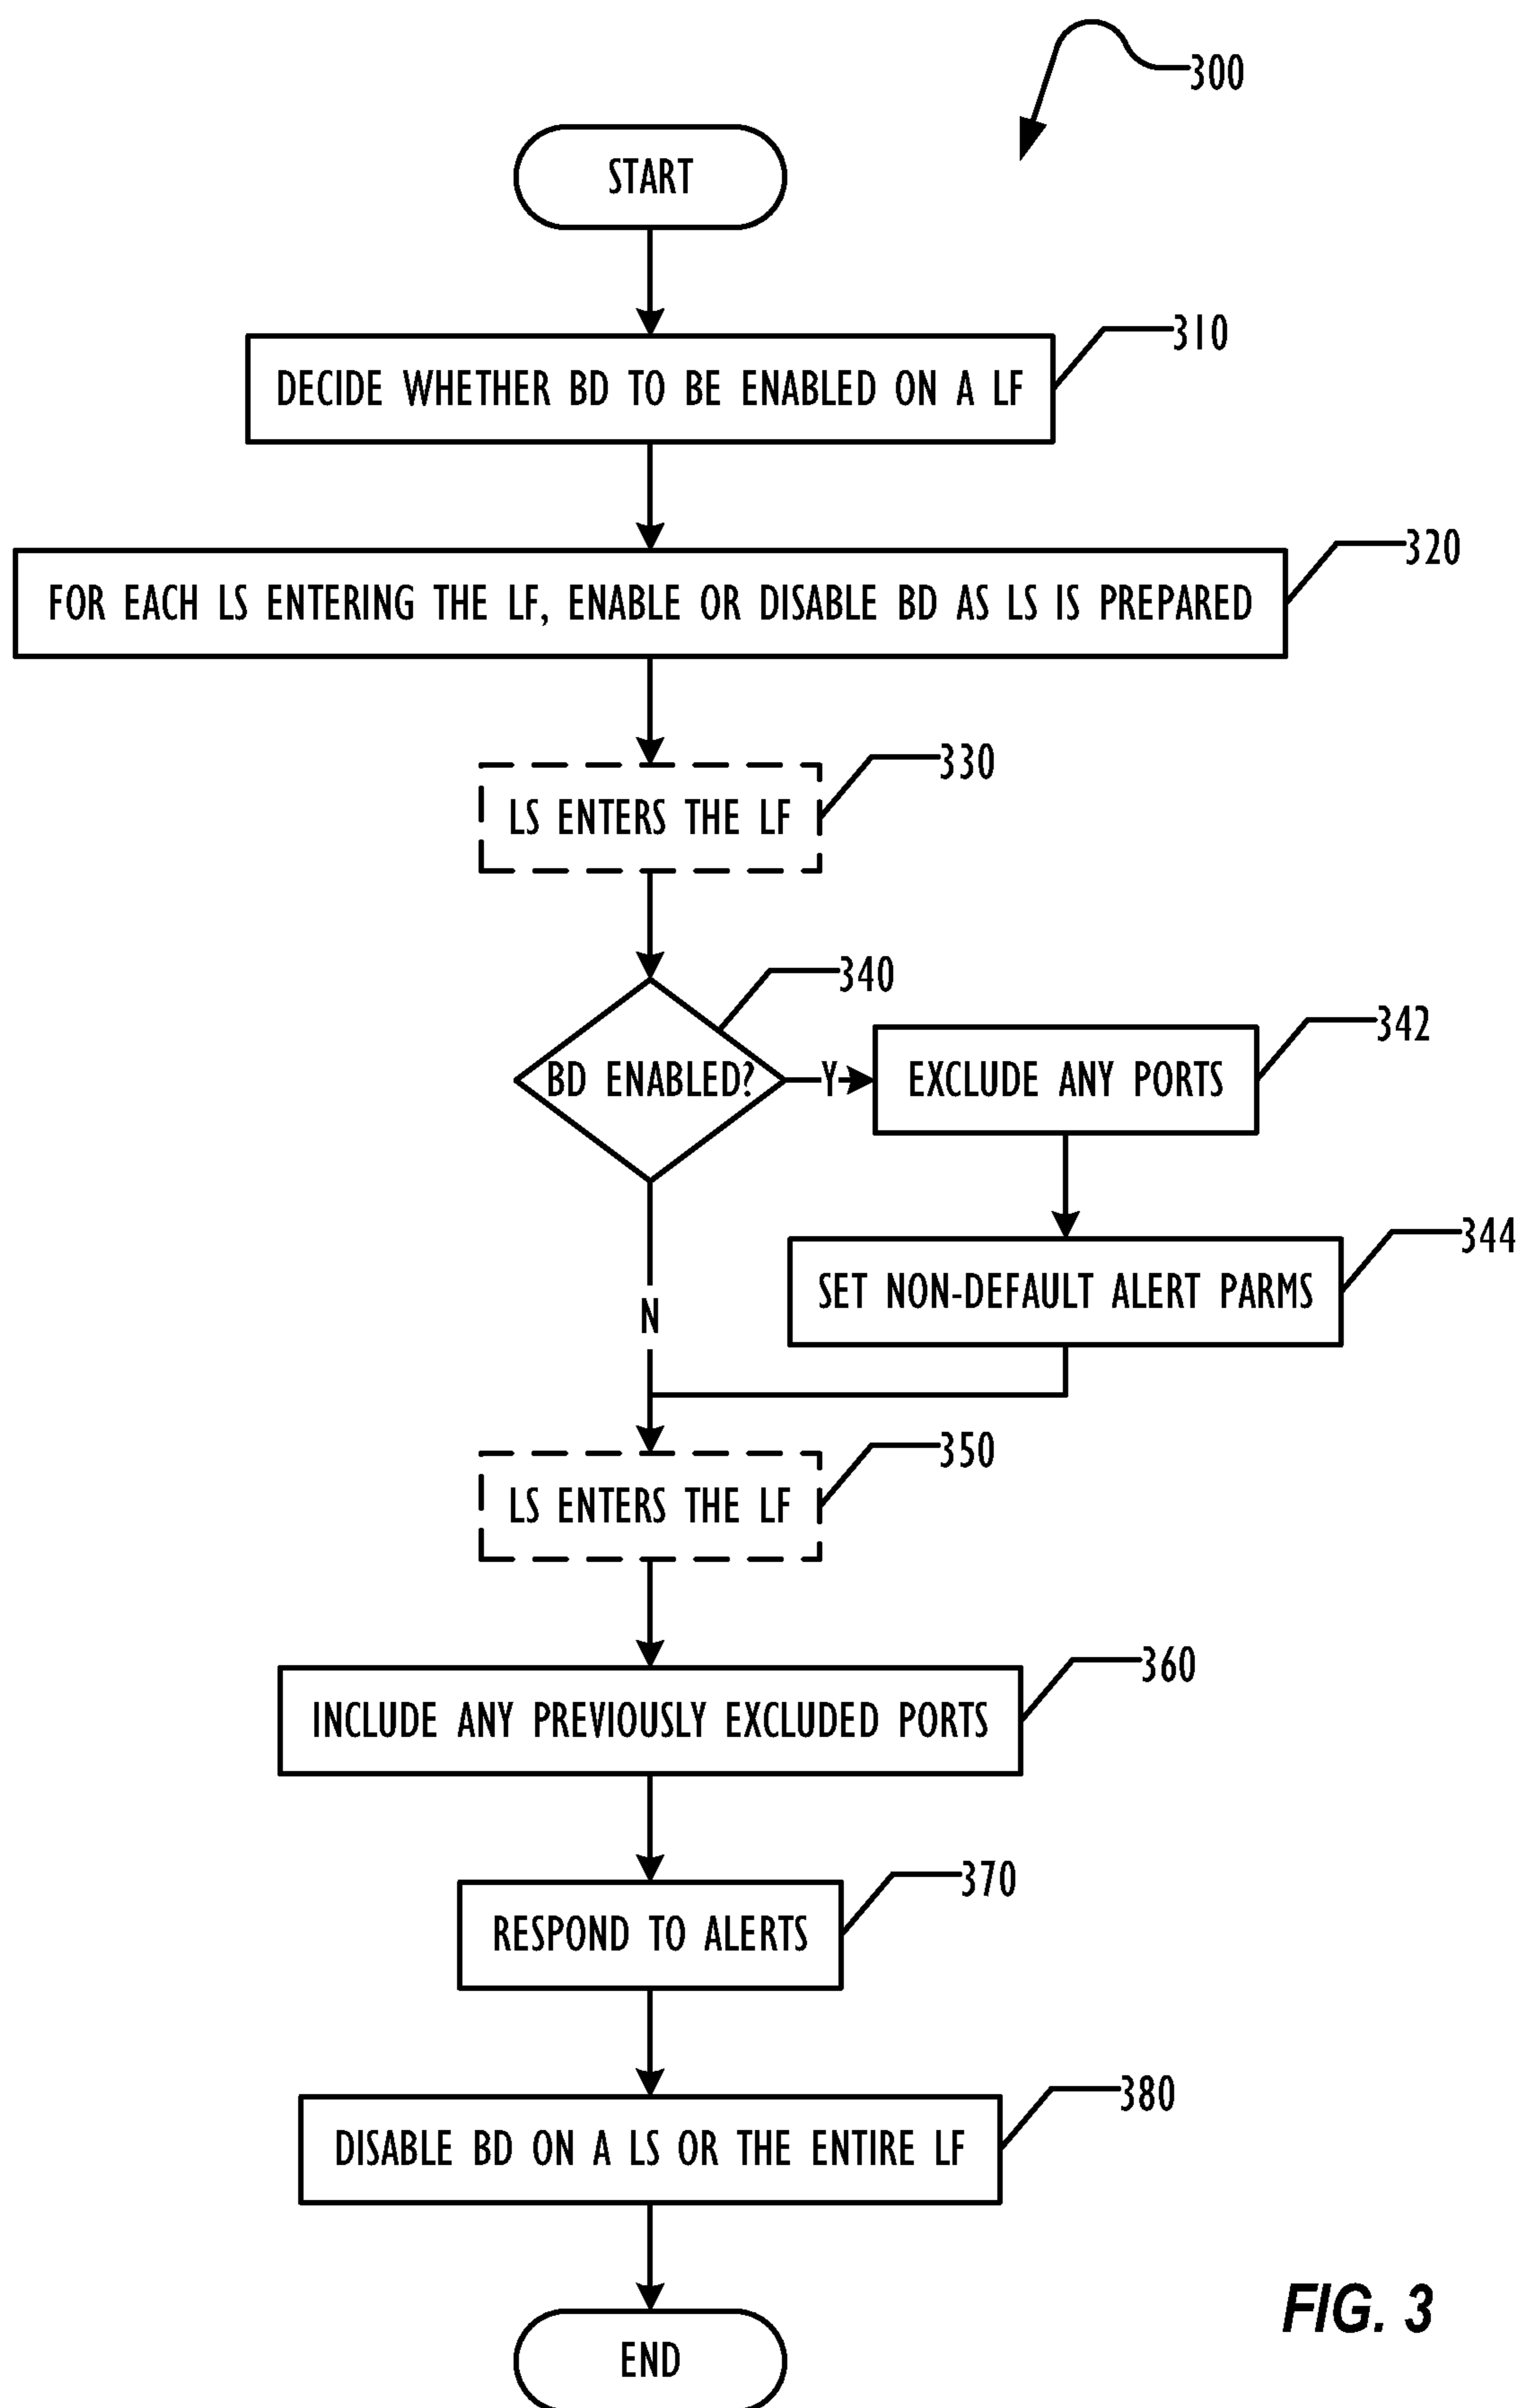 300
START
310
DECIDE WHETHER BD TO BE ENABLED ON A LF
320
FOR EACH LS ENTERING THE LF, ENABLE OR DISABLE BD AS LS IS PREPARED
330
LS ENTERS THE LF
340
BD ENABLED?
Y
342
EXCLUDE ANY PORTS
344
SET NON-DEFAULT ALERT PARMS
N
350
LS ENTERS THE LF
360
INCLUDE ANY PREVIOUSLY EXCLUDED PORTS
370
RESPOND TO ALERTS
380
DISABLE BD ON A LS OR THE ENTIRE LF
END
FIG. 3